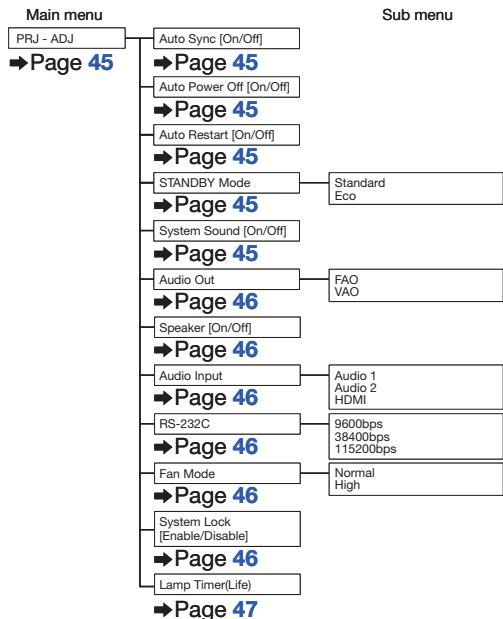 Main menu
Sub menu
PRJ - ADJ
➡Page 45
Auto Sync [On/Off]
➡Page 45
Auto Power Off [On/Off]
➡Page 45
Auto Restart [On/Off]
➡Page 45
STANDBY Mode
➡Page 45
Standard
Eco
System Sound [On/Off]
➡Page 45
Audio Out
➡Page 46
FAO
VAO
Speaker [On/Off]
➡Page 46
Audio Input
➡Page 46
Audio 1
Audio 2
HDMI
RS-232C
➡Page 46
9600bps
38400bps
115200bps
Fan Mode
➡Page 46
Normal
High
System Lock
[Enable/Disable]
➡Page 46
Lamp Timer(Life)
➡Page 47